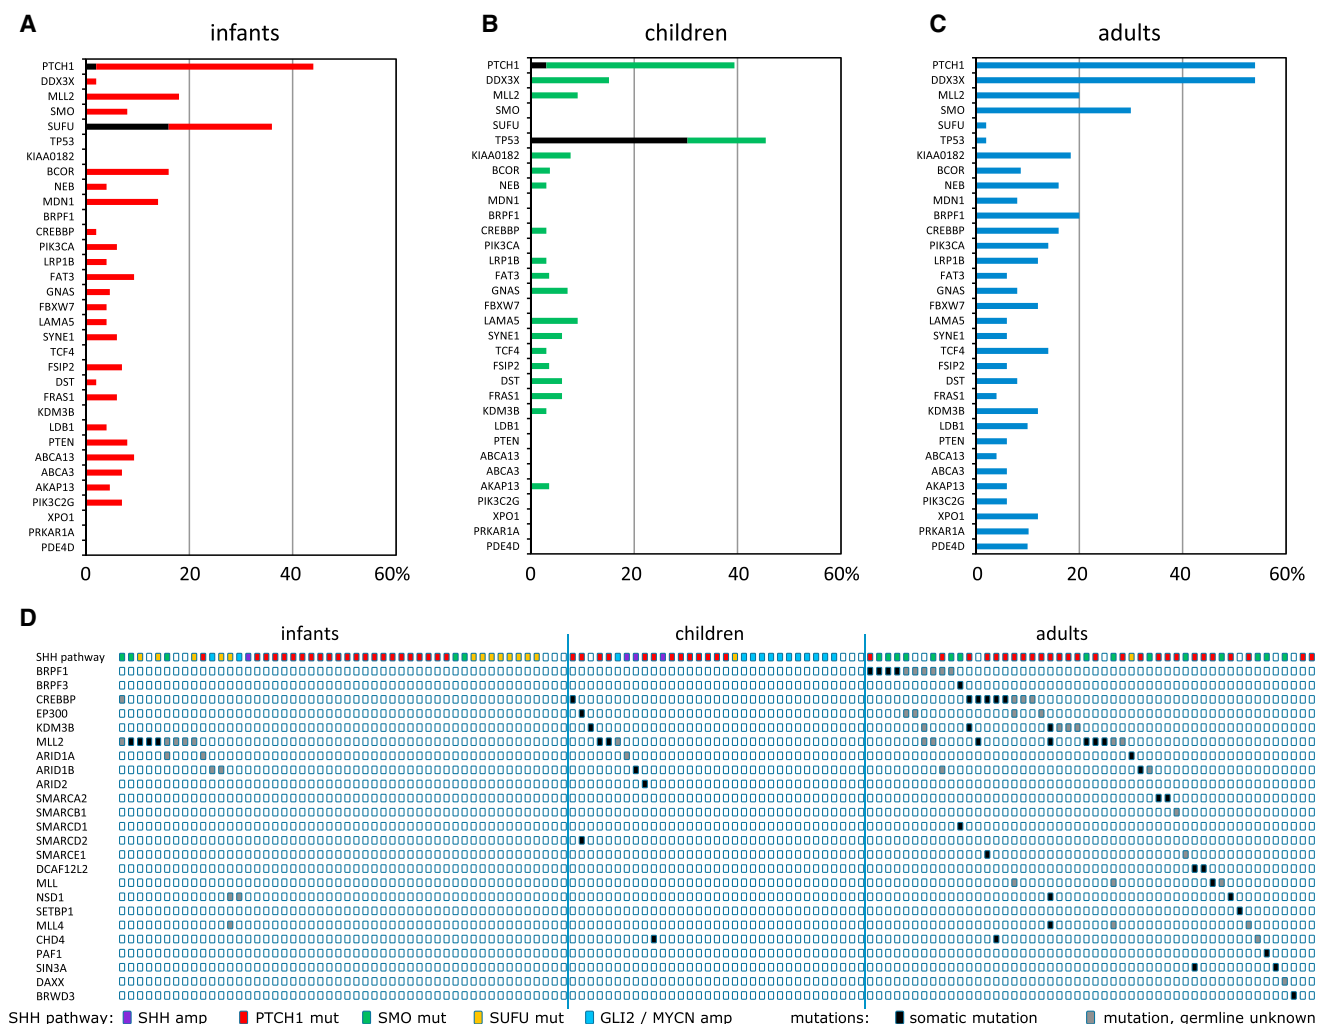 A
infants
PTCH1
DDX3X
MLL2
SMO
SUFU
TP53
KIAA0182
BCOR
NEB
MDN1
BRPF1
CREBBP
PIK3CA
LRP1B
FAT3
GNAS
FBXW7
LAMA5
SYNE1
TCF4
FSIP2
DST
FRAS1
KDM3B
LDB1
PTEN
ABCA13
ABCA3
AKAP13
PIK3C2G
XPO1
PRKAR1A
PDE4D
0 20 40 60%
B
children
PTCH1
DDX3X
MLL2
SMO
SUFU
TP53
KIAA0182
BCOR
NEB
MDN1
BRPF1
CREBBP
PIK3CA
LRP1B
FAT3
GNAS
FBXW7
LAMA5
SYNE1
TCF4
FSIP2
DST
FRAS1
KDM3B
LDB1
PTEN
ABCA13
ABCA3
AKAP13
PIK3C2G
XPO1
PRKAR1A
PDE4D
0 20 40 60%
C
adults
PTCH1
DDX3X
MLL2
SMO
SUFU
TP53
KIAA0182
BCOR
NEB
MDN1
BRPF1
CREBBP
PIK3CA
LRP1B
FAT3
GNAS
FBXW7
LAMA5
SYNE1
TCF4
FSIP2
DST
FRAS1
KDM3B
LDB1
PTEN
ABCA13
ABCA3
AKAP13
PIK3C2G
XPO1
PRKAR1A
PDE4D
0 20 40 60%
D
infants children adults
SHH pathway
BRPF1
BRPF3
CREBBP
EP300
KDM3B
MLL2
ARID1A
ARID1B
ARID2
SMARCA2
SMARCB1
SMARCD1
SMARCD2
SMARCE1
DCAF12L2
MLL
NSD1
SETBP1
MLL4
CHD4
PAF1
SIN3A
DAXX
BRWD3
SHH pathway: SHH amp PTCH1 mut SMO mut SUFU mut GLI2 / MYCN amp mutations: somatic mutation mutation, germline unknown